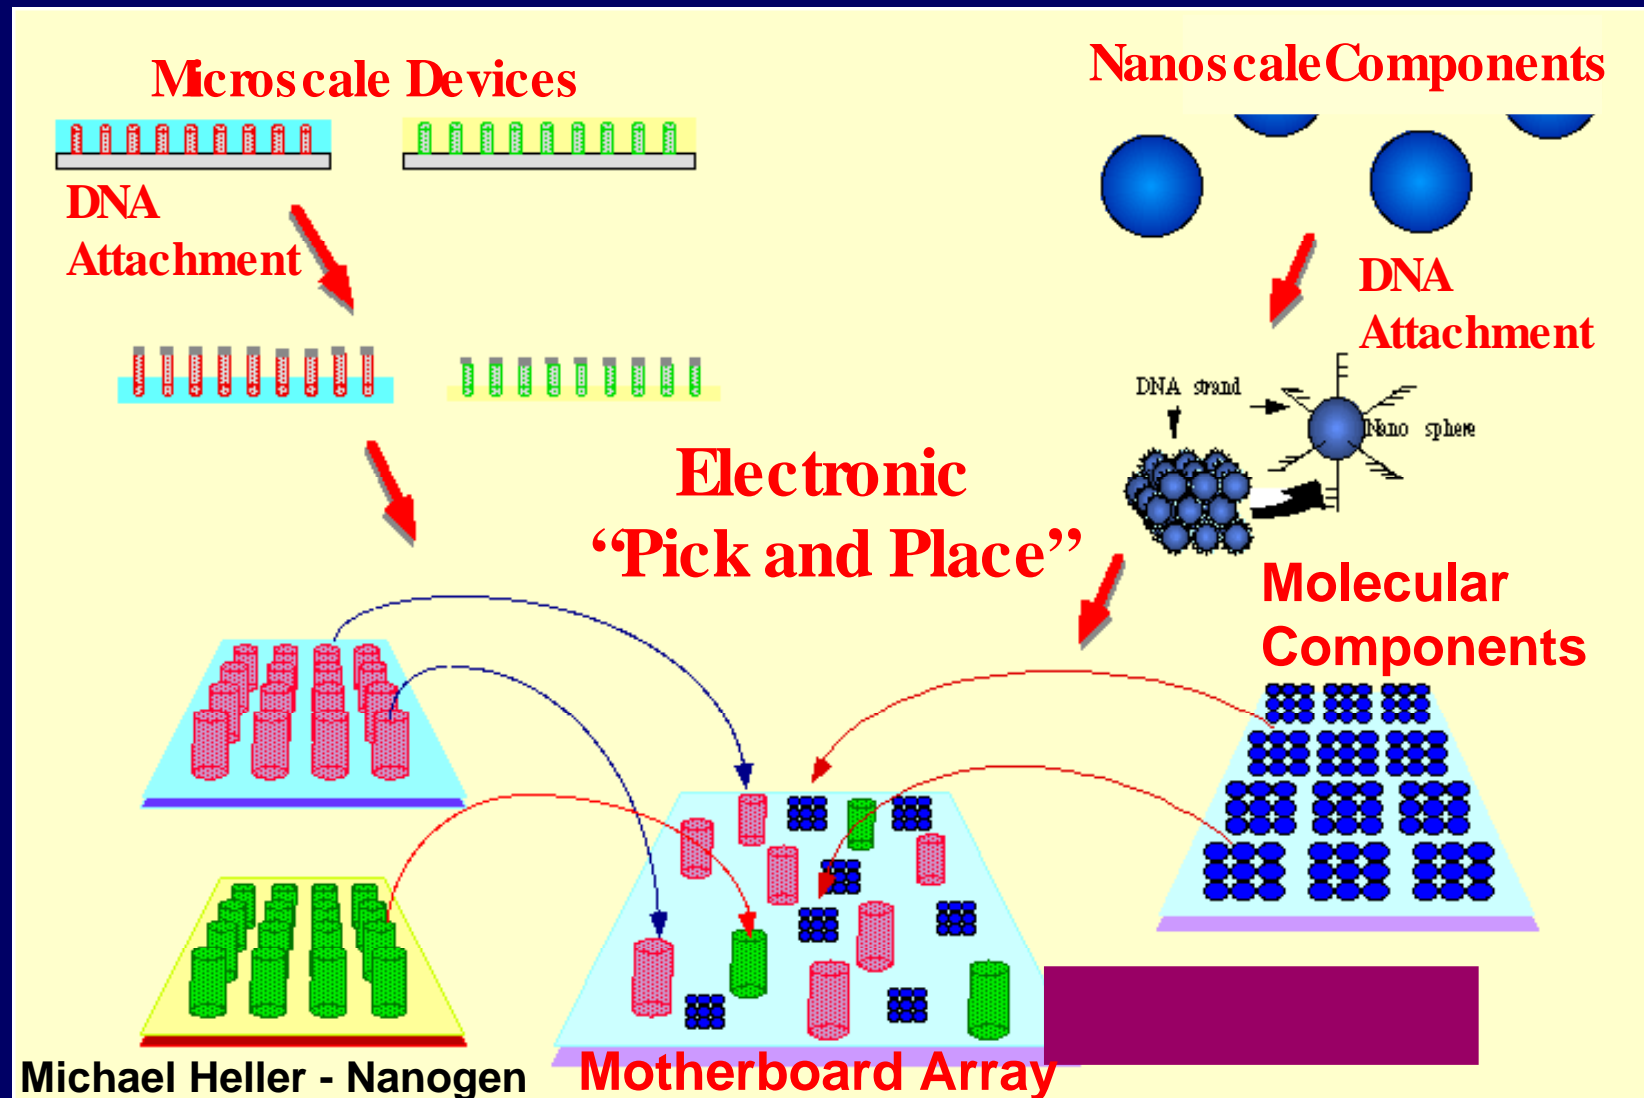 Microscale Devices
Nanoscale Components
DNA
Attachment
DNA
Attachment
DNA strand
Nano sphere
Electronic
“Pick and Place”
Molecular
Components
Motherboard Array
Michael Heller - Nanogen